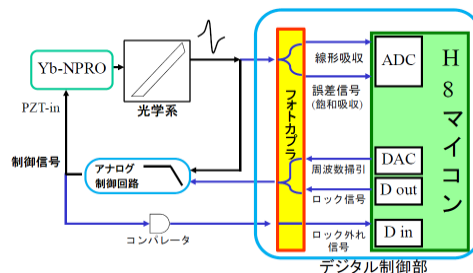 Yb-NPRO
PZT-in
光学系
制御信号
アナログ
制御回路
コンパレータ
フォトカプラ
線形吸収
誤差信号
(飽和吸収)
周波数掃引
ロック信号
ロック外れ
信号
ADC
DAC
D out
D in
H8マイコン
デジタル制御部